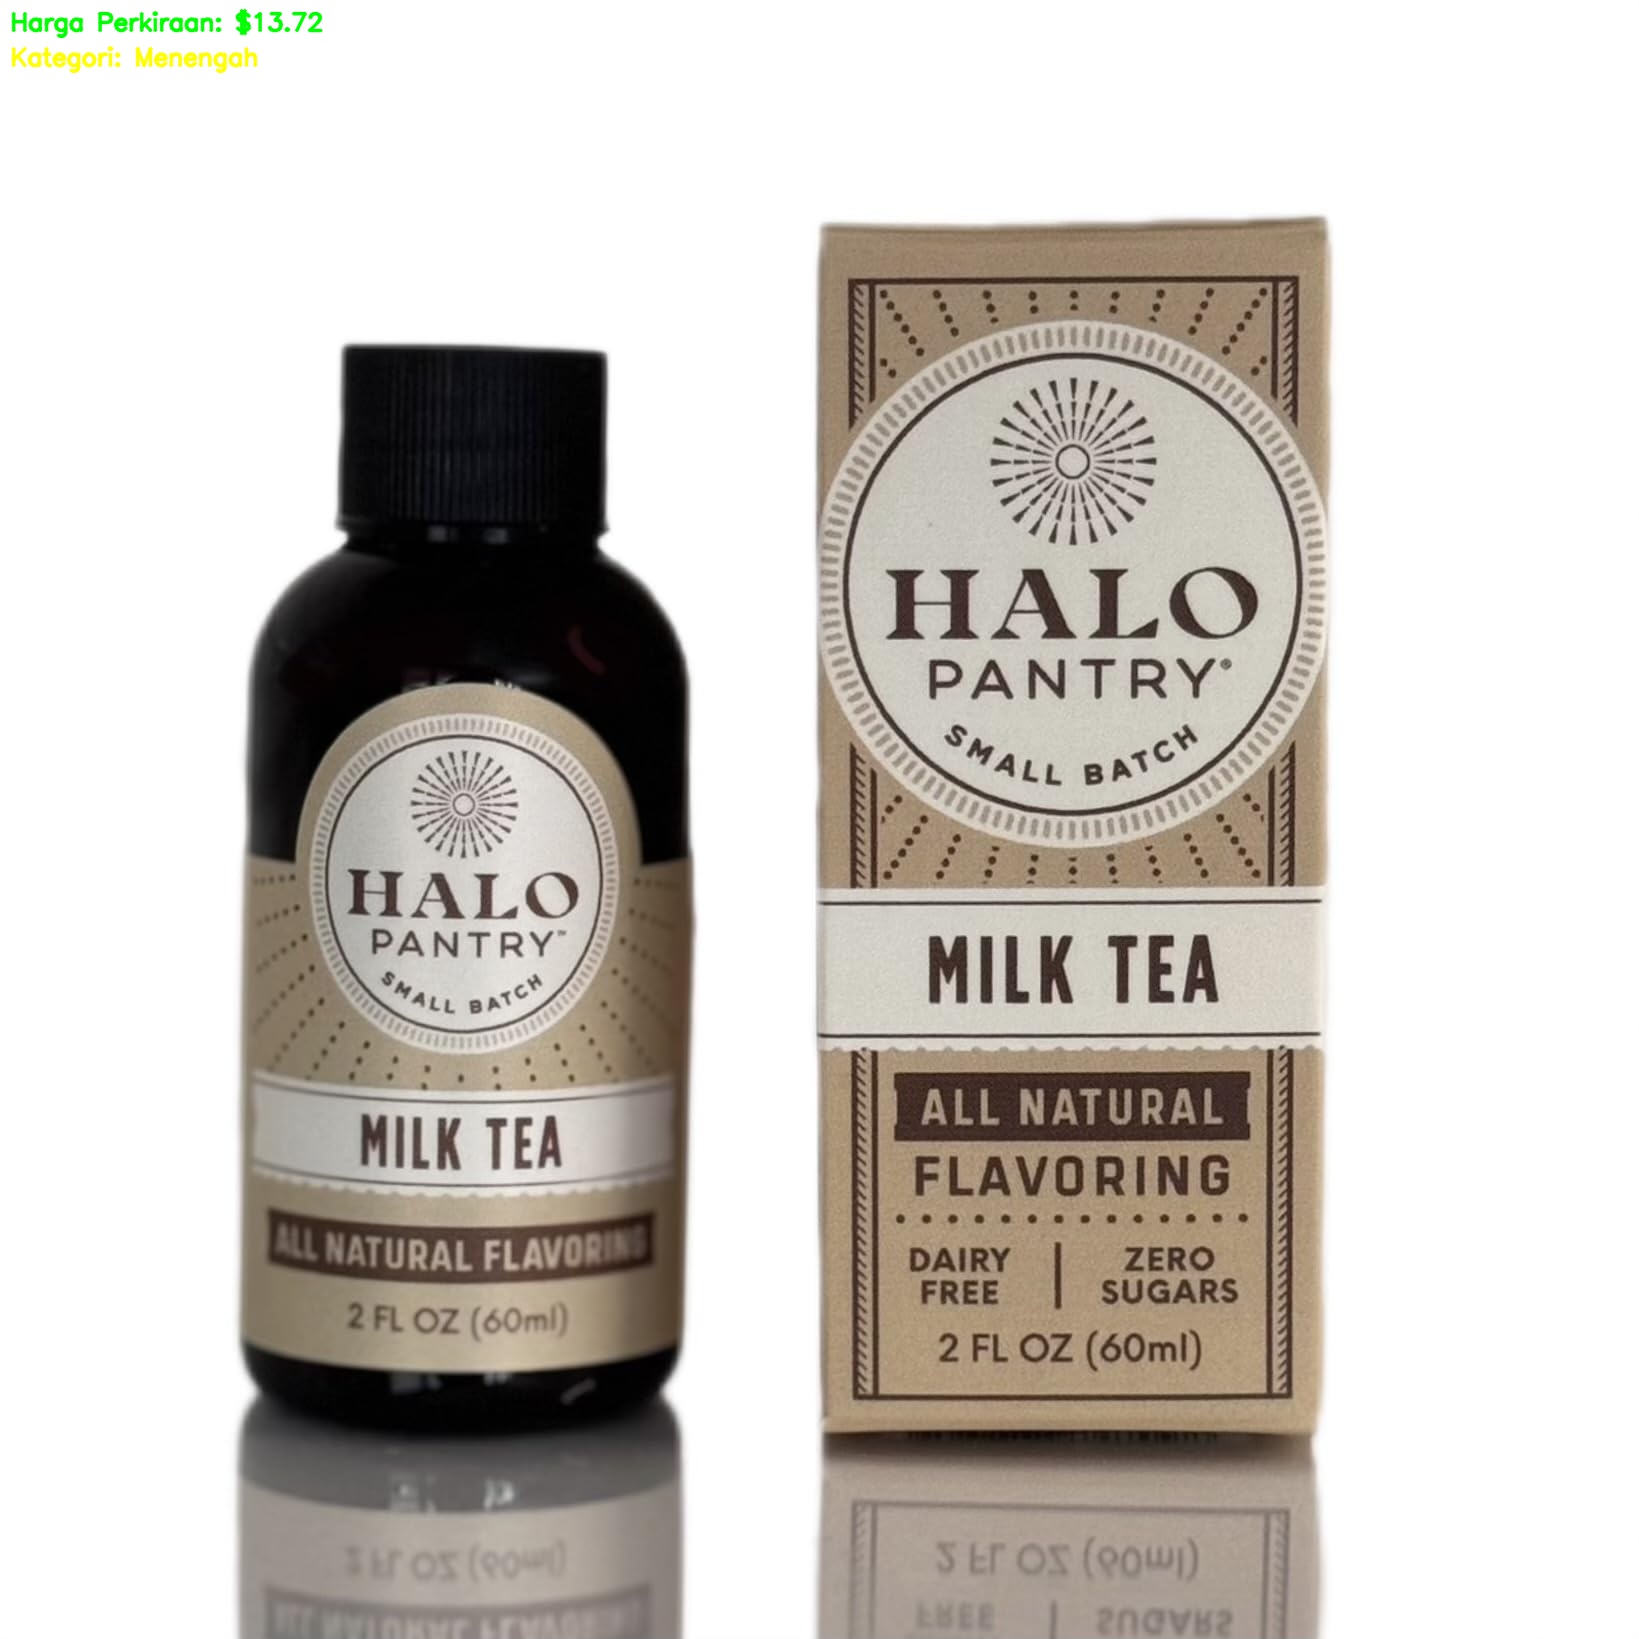 Harga Perkiraan: $13.72
Kategori: Menengah
HALO
PANTRY™
SMALL BATCH
MILK TEA
ALL NATURAL FLAVORING
2 FL OZ (60ml)
HALO
PANTRY®
SMALL BATCH
MILK TEA
ALL NATURAL
FLAVORING
DAIRY FREE | ZERO SUGARS
2 FL OZ (60ml)